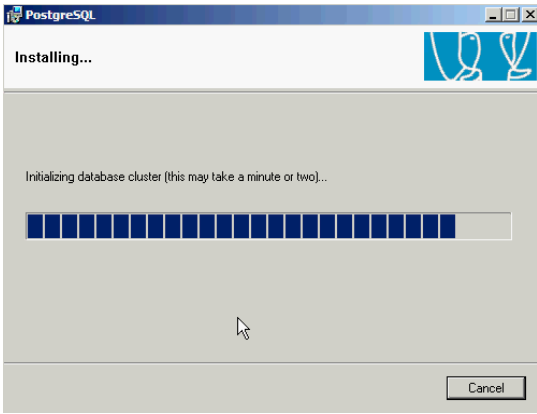 PostgreSQL
Installing...
Initializing database cluster (this may take a minute or two)...
Cancel